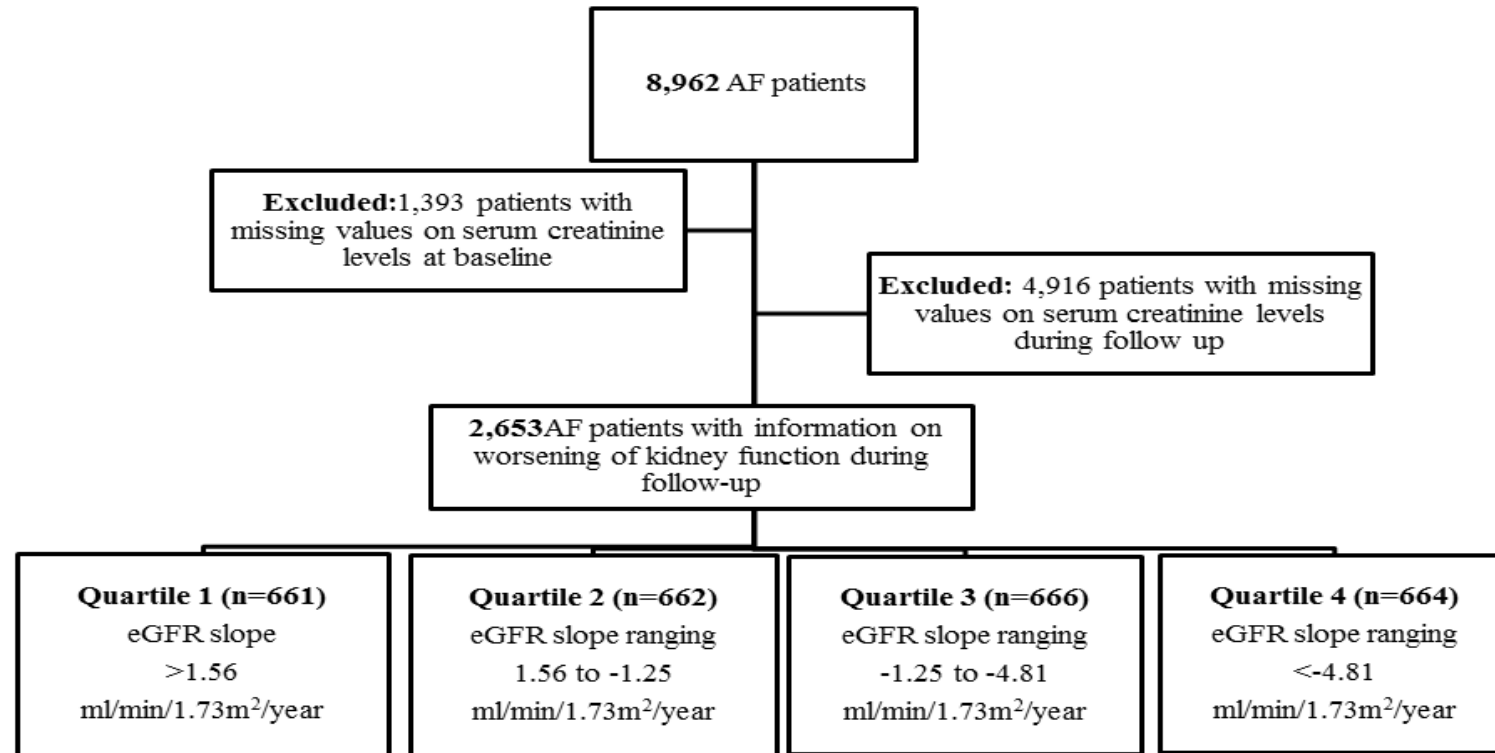 8,962 AF patients
Excluded:1,393 patients with
missing values on serum creatinine
levels at baseline
Excluded: 4,916 patients with missing
values on serum creatinine levels
during follow up
2,653AF patients with information on
worsening of kidney function during
follow-up
Quartile 1 (n=661)
eGFR slope
>1.56
ml/min/1.73m²/year
Quartile 2 (n=662)
eGFR slope ranging
1.56 to -1.25
ml/min/1.73m²/year
Quartile 3 (n=666)
eGFR slope ranging
-1.25 to -4.81
ml/min/1.73m²/year
Quartile 4 (n=664)
eGFR slope ranging
<-4.81
ml/min/1.73m²/year